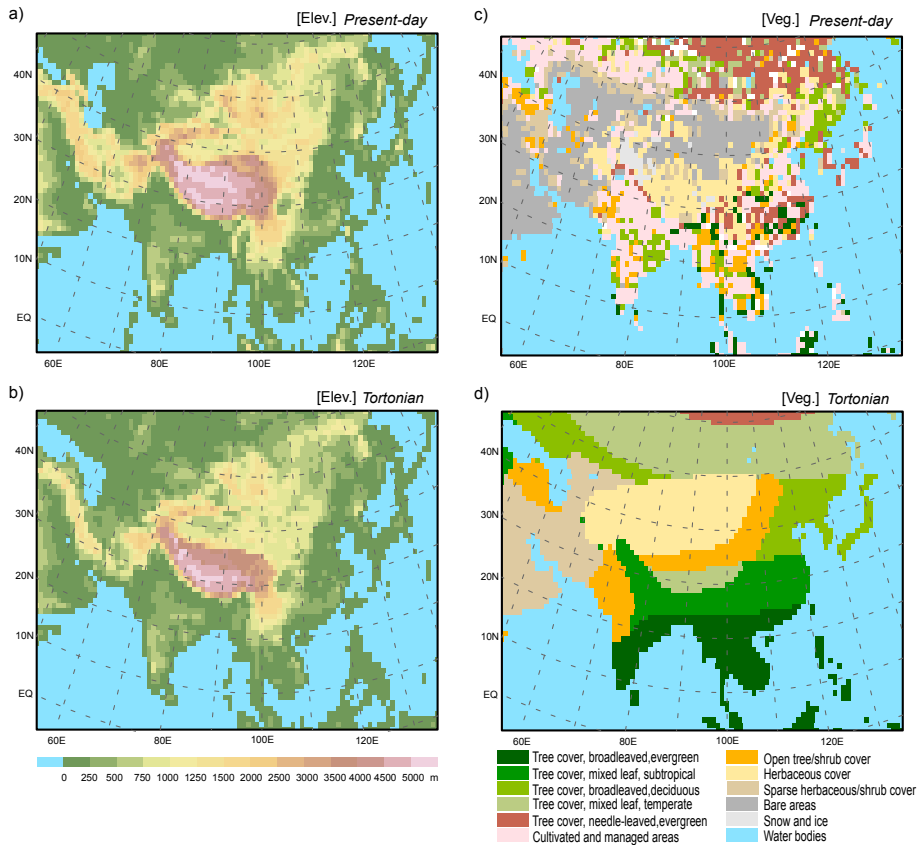 a)
[Elev.] Present-day
40N
30N
20N
10N
EQ
60E 80E 100E 120E
c)
[Veg.] Present-day
40N
30N
20N
10N
EQ
60E 80E 100E 120E
b)
[Elev.] Tortonian
40N
30N
20N
10N
EQ
60E 80E 100E 120E
0 250 500 750 1000 1500 2000 2500 3000 3500 4000 4500 5000 m
d)
[Veg.] Tortonian
40N
30N
20N
10N
EQ
60E 80E 100E 120E
Tree cover, broadleaved,evergreen
Tree cover, mixed leaf, subtropical
Tree cover, broadleaved,deciduous
Tree cover, mixed leaf, temperate
Tree cover, needle-leaved,evergreen
Cultivated and managed areas
Open tree/shrub cover
Herbaceous cover
Sparse herbaceous/shrub cover
Bare areas
Snow and ice
Water bodies